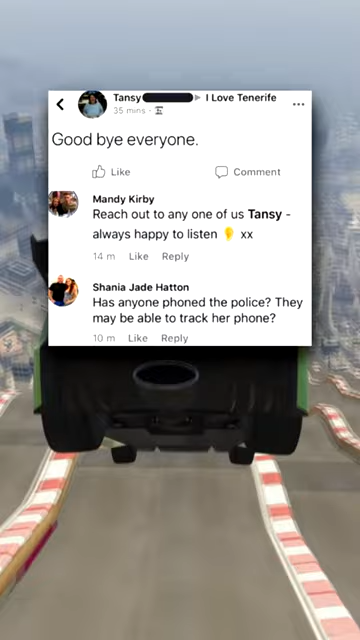 Tansy ▸ I Love Tenerife
35 mins ·
Good bye everyone.
Like Comment
Mandy Kirby
Reach out to any one of us Tansy -
always happy to listen 👂 xx
14 m Like Reply
Shania Jade Hatton
Has anyone phoned the police? They
may be able to track her phone?
10 m Like Reply